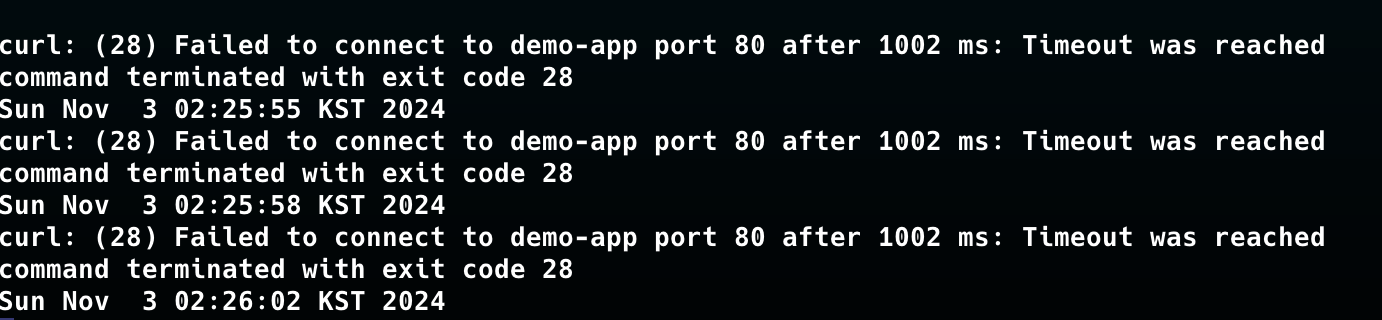 curl: (28) Failed to connect to demo-app port 80 after 1002 ms: Timeout was reached
command terminated with exit code 28
Sun Nov  3 02:25:55 KST 2024
curl: (28) Failed to connect to demo-app port 80 after 1002 ms: Timeout was reached
command terminated with exit code 28
Sun Nov  3 02:25:58 KST 2024
curl: (28) Failed to connect to demo-app port 80 after 1002 ms: Timeout was reached
command terminated with exit code 28
Sun Nov  3 02:26:02 KST 2024